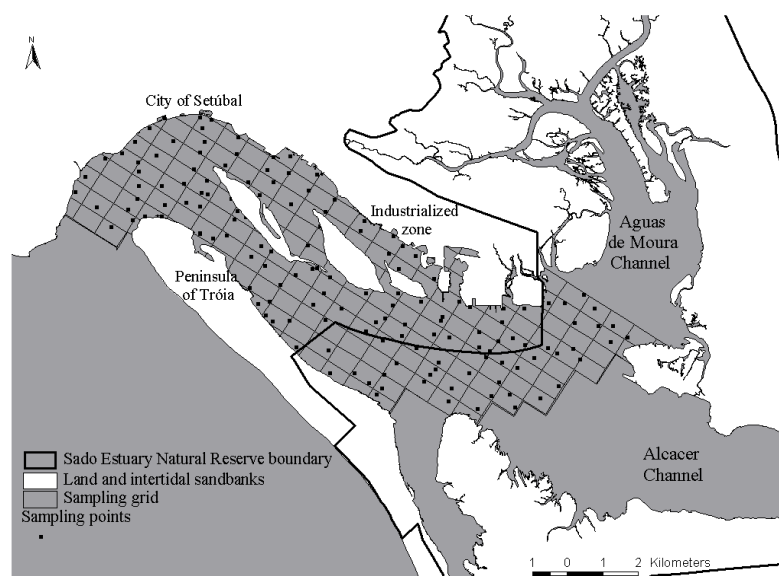 N
City of Setúbal
Industrialized
zone
Aguas
de Moura
Channel
Peninsula
of Tróia
Alcacer
Channel
Sado Estuary Natural Reserve boundary
Land and intertidal sandbanks
Sampling grid
Sampling points
1 0 1 2 Kilometers